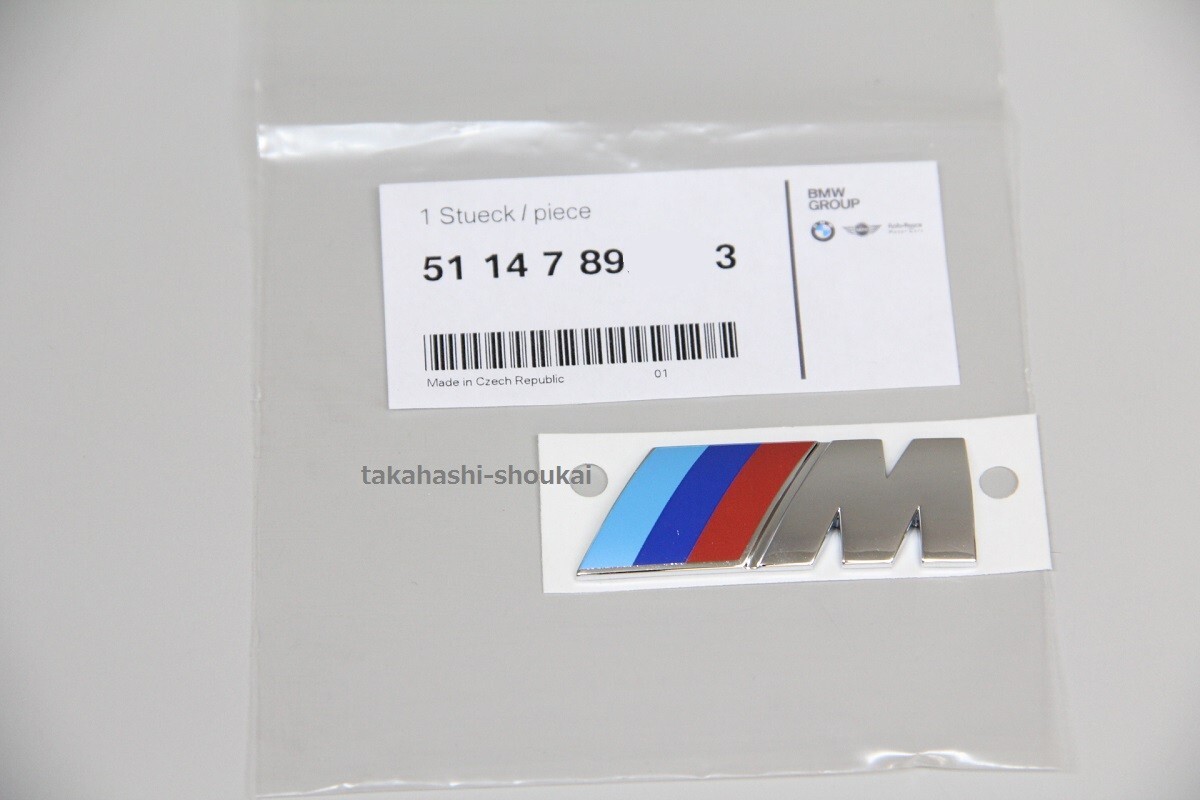 1 Stueck / piece
51 14 7 89 3
Made in Czech Republic 01
BMW
GROUP
takahashi-shoukai
M